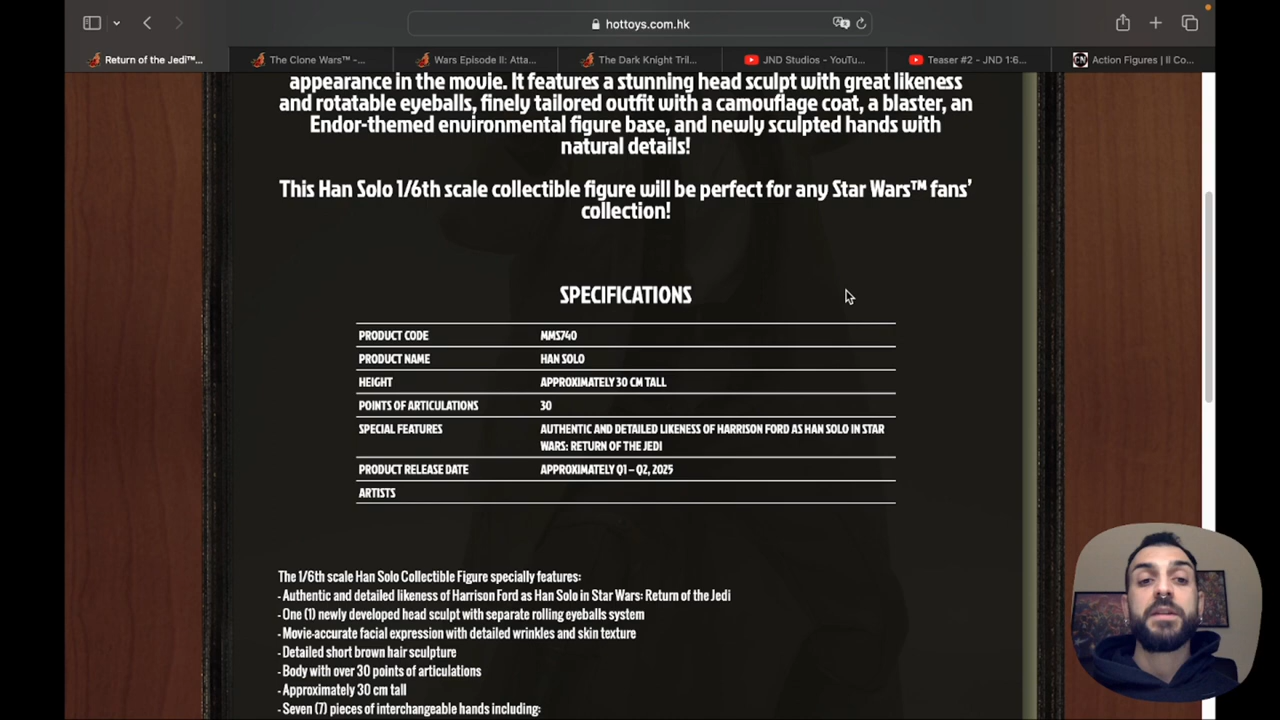 hottoys.com.hk
Return of the Jedi™...
The Clone Wars™ -...
Wars Episode II: Atta...
The Dark Knight Tril...
JND Studios - YouTu...
Teaser #2 - JND 1:6...
Action Figures | Il Co...
appearance in the movie. It features a stunning head sculpt with great likeness
and rotatable eyeballs, finely tailored outfit with a camouflage coat, a blaster, an
Endor-themed environmental figure base, and newly sculpted hands with
natural details!
This Han Solo 1/6th scale collectible figure will be perfect for any Star Wars™ fans'
collection!
SPECIFICATIONS
PRODUCT CODE MMS740
PRODUCT NAME HAN SOLO
HEIGHT APPROXIMATELY 30 CM TALL
POINTS OF ARTICULATIONS 30
SPECIAL FEATURES AUTHENTIC AND DETAILED LIKENESS OF HARRISON FORD AS HAN SOLO IN STAR
WARS: RETURN OF THE JEDI
PRODUCT RELEASE DATE APPROXIMATELY Q1 – Q2, 2025
ARTISTS
The 1/6th scale Han Solo Collectible Figure specially features:
- Authentic and detailed likeness of Harrison Ford as Han Solo in Star Wars: Return of the Jedi
- One (1) newly developed head sculpt with separate rolling eyeballs system
- Movie-accurate facial expression with detailed wrinkles and skin texture
- Detailed short brown hair sculpture
- Body with over 30 points of articulations
- Approximately 30 cm tall
- Seven (7) pieces of interchangeable hands including: